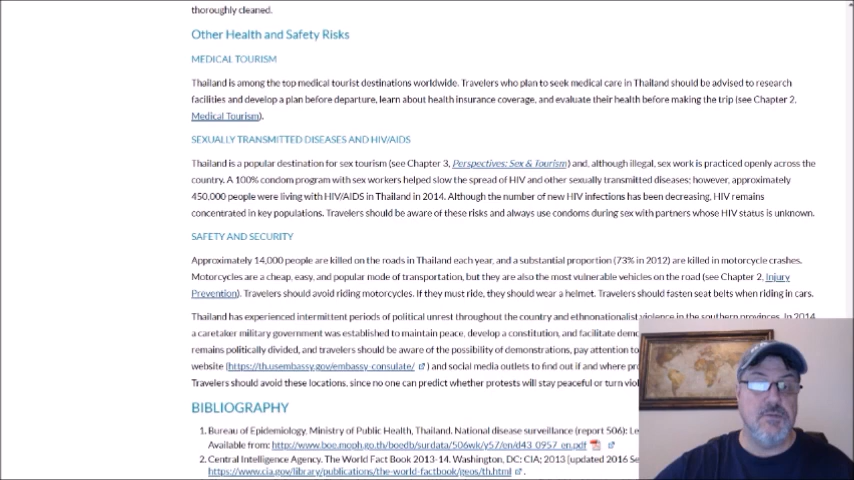 thoroughly cleaned.
Other Health and Safety Risks
MEDICAL TOURISM
Thailand is among the top medical tourist destinations worldwide. Travelers who plan to seek medical care in Thailand should be advised to research
facilities and develop a plan before departure, learn about health insurance coverage, and evaluate their health before making the trip (see Chapter 2,
Medical Tourism).
SEXUALLY TRANSMITTED DISEASES AND HIV/AIDS
Thailand is a popular destination for sex tourism (see Chapter 3, Perspectives: Sex & Tourism) and, although illegal, sex work is practiced openly across the
country. A 100% condom program with sex workers helped slow the spread of HIV and other sexually transmitted diseases; however, approximately
450,000 people were living with HIV/AIDS in Thailand in 2014. Although the number of new HIV infections has been decreasing, HIV remains
concentrated in key populations. Travelers should be aware of these risks and always use condoms during sex with partners whose HIV status is unknown.
SAFETY AND SECURITY
Approximately 14,000 people are killed on the roads in Thailand each year, and a substantial proportion (73% in 2012) are killed in motorcycle crashes.
Motorcycles are a cheap, easy, and popular mode of transportation, but they are also the most vulnerable vehicles on the road (see Chapter 2, Injury
Prevention). Travelers should avoid riding motorcycles. If they must ride, they should wear a helmet. Travelers should fasten seat belts when riding in cars.
Thailand has experienced intermittent periods of political unrest throughout the country and ethnonationalist violence in the southern provinces. In 2014,
a caretaker military government was established to maintain peace, develop a constitution, and facilitate
remains politically divided, and travelers should be aware of the possibility of demonstrations, pay attention to
website (https://th.usembassy.gov/embassy-consulate/) and social media outlets to find out if and where
Travelers should avoid these locations, since no one can predict whether protests will stay peaceful or turn
BIBLIOGRAPHY
1. Bureau of Epidemiology, Ministry of Public Health, Thailand. National disease surveillance (report 506):
Available from: http://www.boe.moph.go.th/boedb/surdata/506wk/y57/en/d43_0957_en.pdf
2. Central Intelligence Agency. The World Fact Book 2013-14. Washington, DC: CIA; 2013 [updated 2016
https://www.cia.gov/library/publications/the-world-factbook/geos/th.html